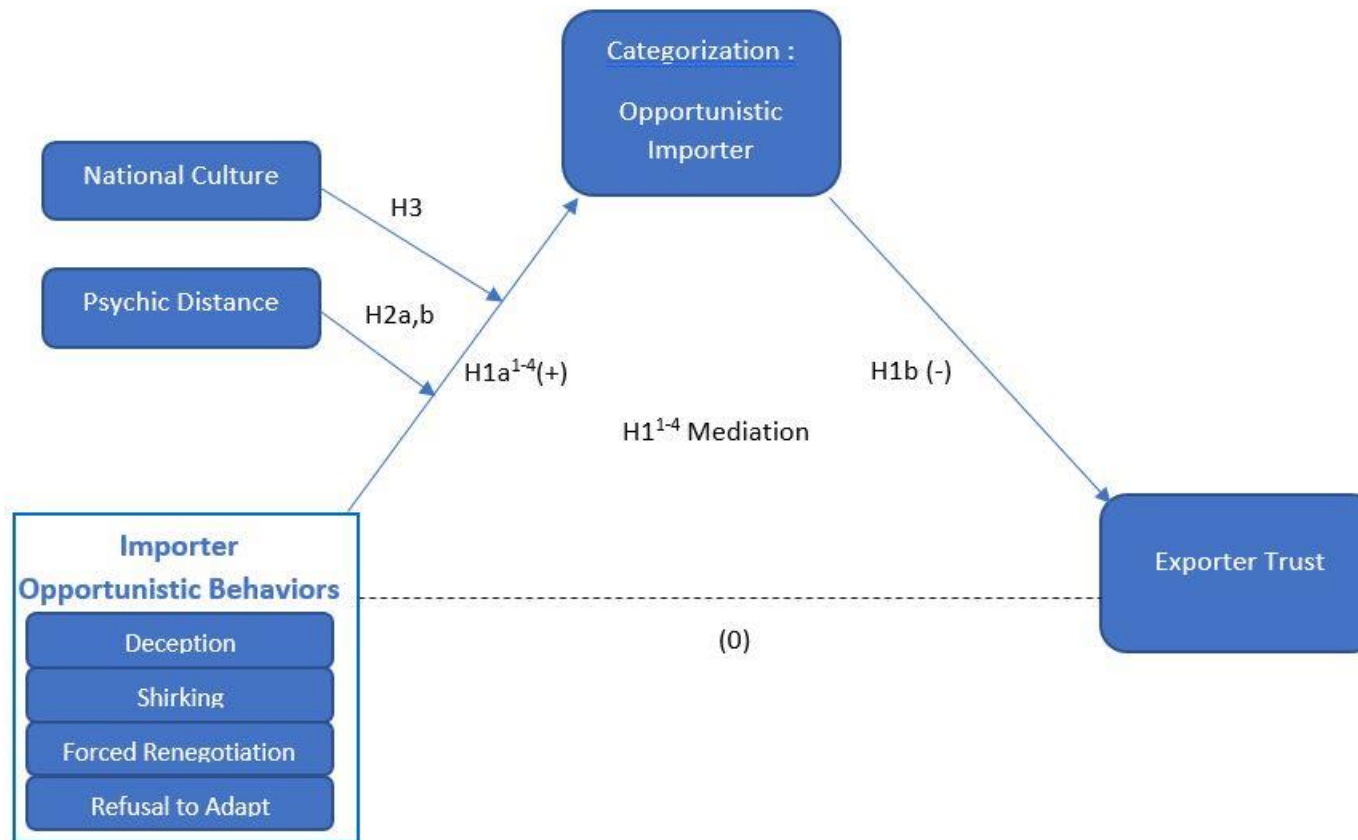 Categorization :
Opportunistic
Importer
National Culture
H3
Psychic Distance
H2a,b
H1a¹⁻⁴(+)
H1b (-)
H1¹⁻⁴ Mediation
Importer
Opportunistic Behaviors
Deception
Shirking
Forced Renegotiation
Refusal to Adapt
Exporter Trust
(0)